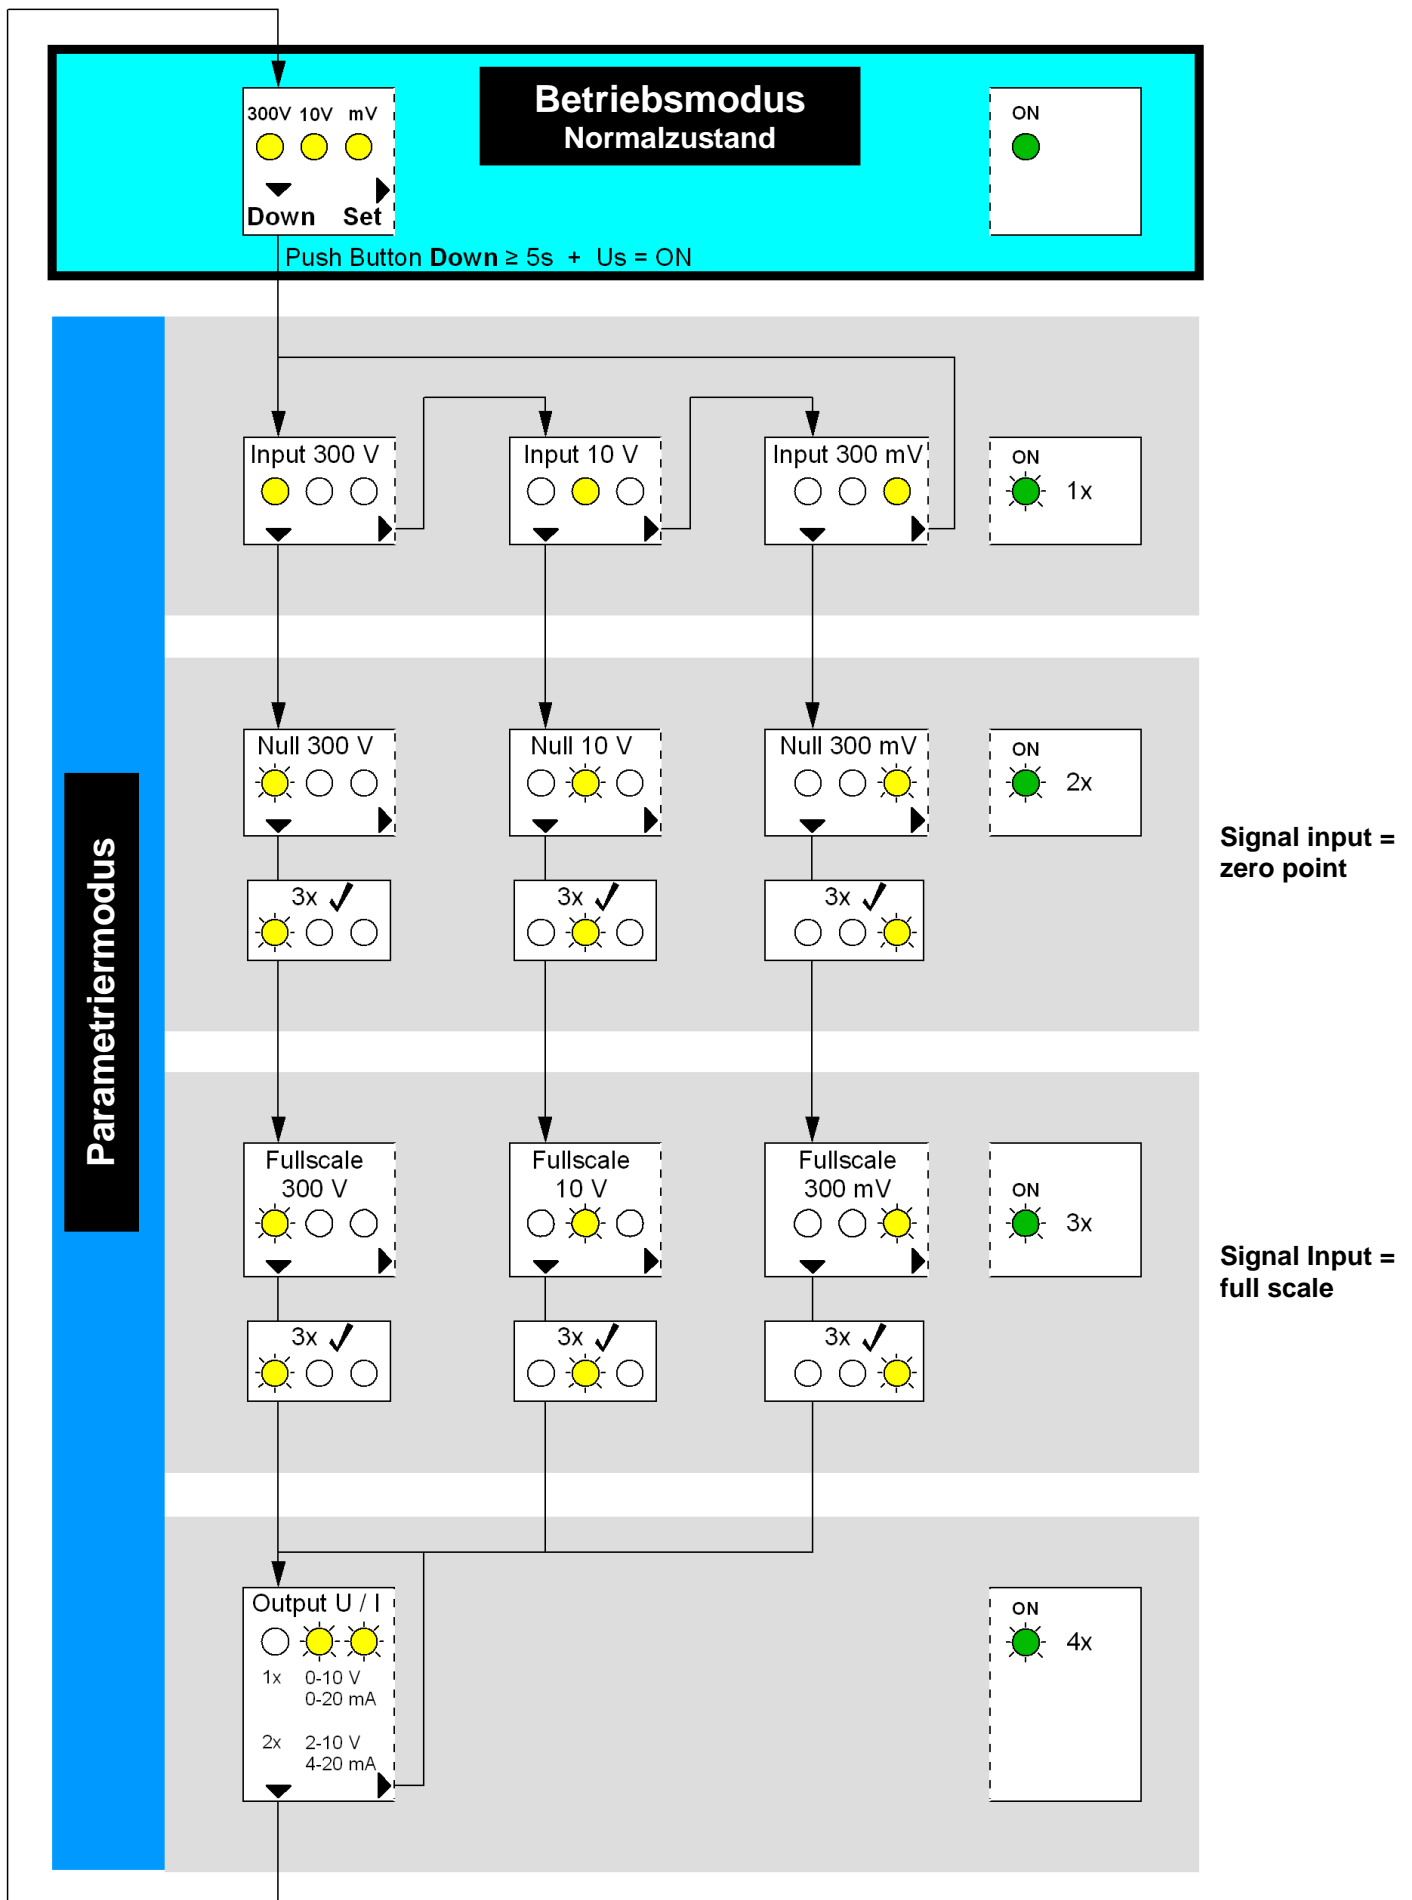 Betriebsmodus
Normalzustand
300V 10V mV
ON
Down Set
Push Button Down ≥ 5s + Us = ON
Parametriermodus
Input 300 V
Input 10 V
Input 300 mV
ON
1x
Null 300 V
Null 10 V
Null 300 mV
ON
2x
Signal input =
zero point
3x ✓
3x ✓
3x ✓
Fullscale
300 V
Fullscale
10 V
Fullscale
300 mV
ON
3x
Signal Input =
full scale
3x ✓
3x ✓
3x ✓
Output U / I
1x 0-10 V
0-20 mA
2x 2-10 V
4-20 mA
ON
4x